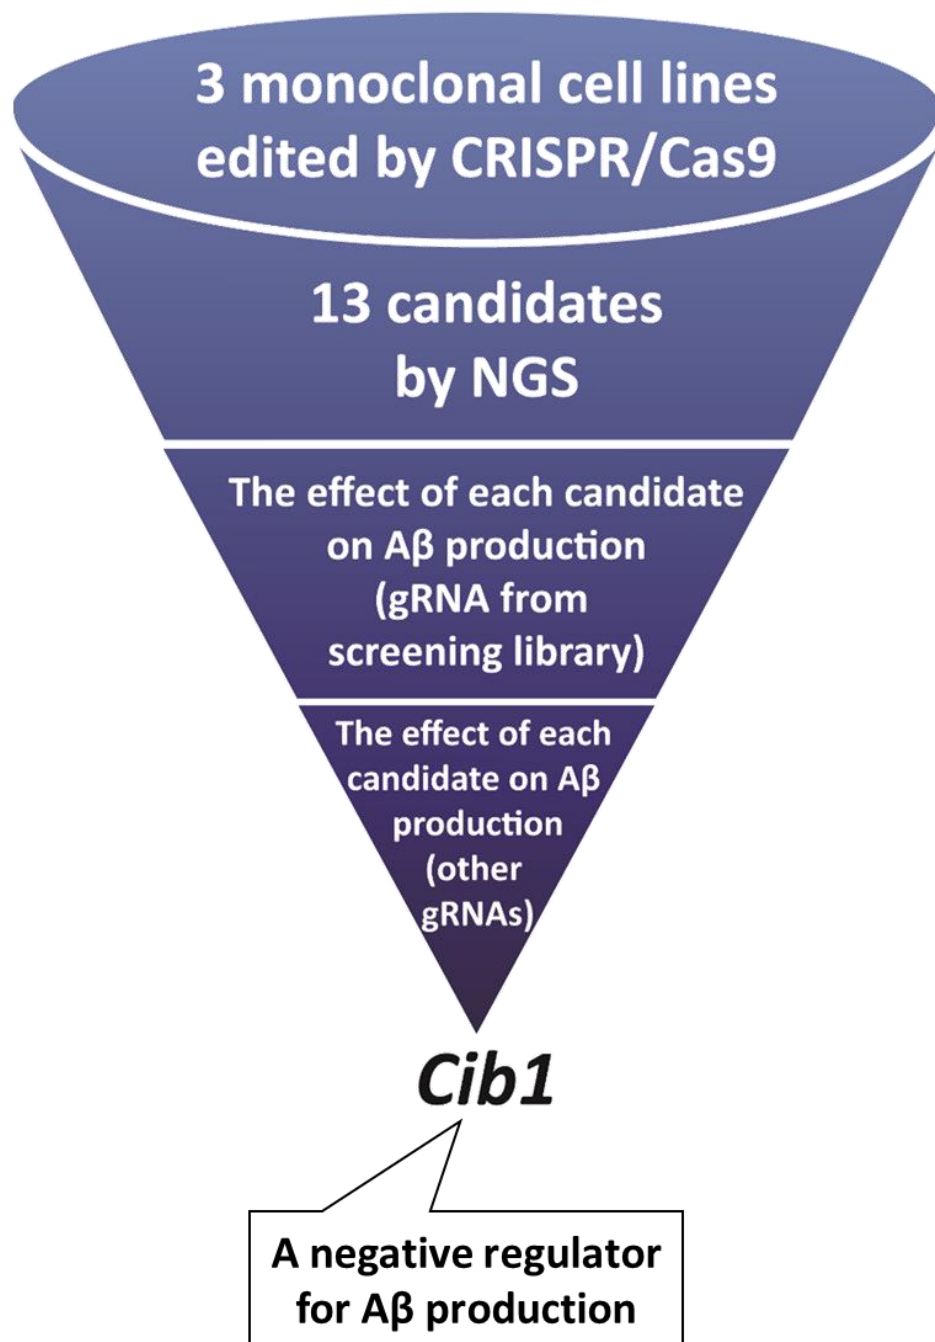 3 monoclonal cell lines
edited by CRISPR/Cas9
13 candidates
by NGS
The effect of each candidate
on Aβ production
(gRNA from
screening library)
The effect of each
candidate on Aβ
production
(other
gRNAs)
Cib1
A negative regulator
for Aβ production